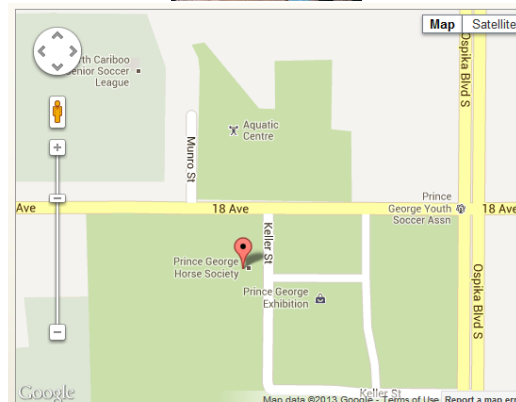 Map
Satellite
Ospika Blvd S
rth Cariboo
enior Soccer
League
Aquatic
Centre
Munro St
Prince
George Youth
Soccer Assn
Ave
18 Ave
18 Ave
Keller St
Prince George
Horse Society
Prince George
Exhibition
Ospika Blvd S
Keller St
Google
Map data ©2013 Google - Terms of Use Report a map err